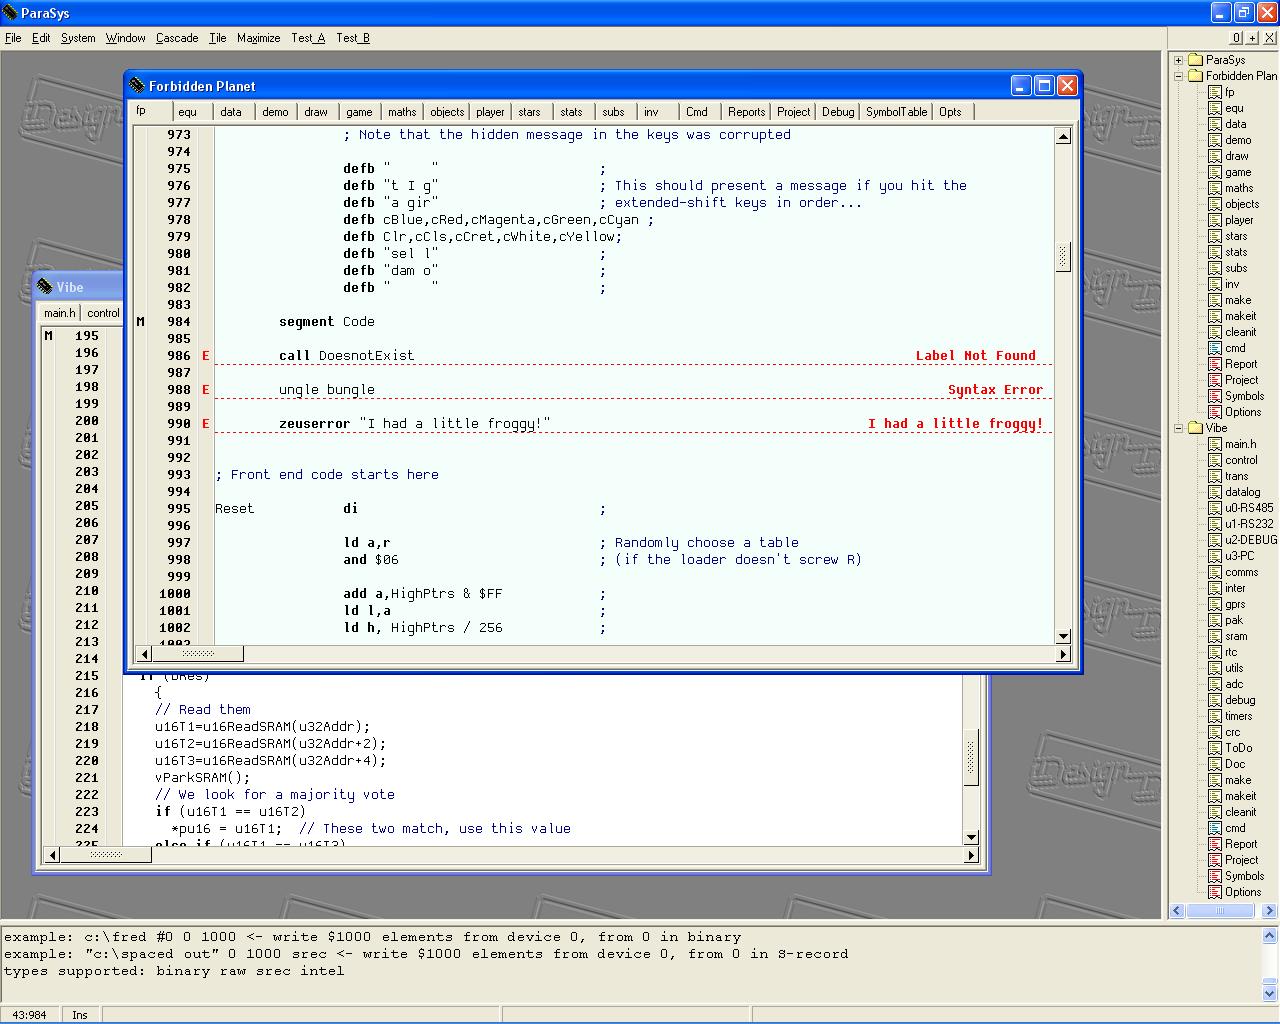 ParaSys
File Edit System Window Cascade Tile Maximize Test_A Test_B
0 + X
Forbidden Planet
fp equ data demo draw game maths objects player stars stats subs inv Cmd Reports Project Debug SymbolTable Opts
973 ; Note that the hidden message in the keys was corrupted
974
975 defb "     " ;
976 defb "t I g" ; This should present a message if you hit the
977 defb "a gir" ; extended-shift keys in order...
978 defb cBlue,cRed,cMagenta,cGreen,cCyan ;
979 defb Clr,cCls,cCret,cWhite,cYellow;
980 defb "sel l" ;
981 defb "dam o" ;
982 defb "     " ;
983
M 984 segment Code
985
986 E call DoesnotExist Label Not Found
987
988 E ungle bungle Syntax Error
989
990 E zeuserror "I had a little froggy!" I had a little froggy!
991
992
993 ; Front end code starts here
994
995 Reset di ;
996
997 ld a,r ; Randomly choose a table
998 and $06 ; (if the loader doesn't screw R)
999
1000 add a,HighPtrs & $FF ;
1001 ld l,a ;
1002 ld h, HighPtrs / 256 ;
1003
Vibe
main.h control
M 195
196
197
198
199
200
201
202
203
204
205
206
207
208
209
210
211
212
213
214
215 if (bRes)
216 {
217 // Read them
218 u16T1=u16ReadSRAM(u32Addr);
219 u16T2=u16ReadSRAM(u32Addr+2);
220 u16T3=u16ReadSRAM(u32Addr+4);
221 vParkSRAM();
222 // We look for a majority vote
223 if (u16T1 == u16T2)
224 *pu16 = u16T1;  // These two match, use this value
225 else if (u16T1 == u16T3)
ParaSys
Forbidden Plan
fp
equ
data
demo
draw
game
maths
objects
player
stars
stats
subs
inv
make
makeit
cleanit
cmd
Report
Project
Symbols
Options
Vibe
main.h
control
trans
datalog
u0-RS485
u1-RS232
u2-DEBUG
u3-PC
comms
inter
gprs
pak
sram
rtc
utils
adc
debug
timers
crc
ToDo
Doc
make
makeit
cleanit
cmd
Report
Project
Symbols
Options
example: c:\fred #0 0 1000 <- write $1000 elements from device 0, from 0 in binary
example: "c:\spaced out" 0 1000 srec <- write $1000 elements from device 0, from 0 in S-record
types supported: binary raw srec intel
43:984 Ins